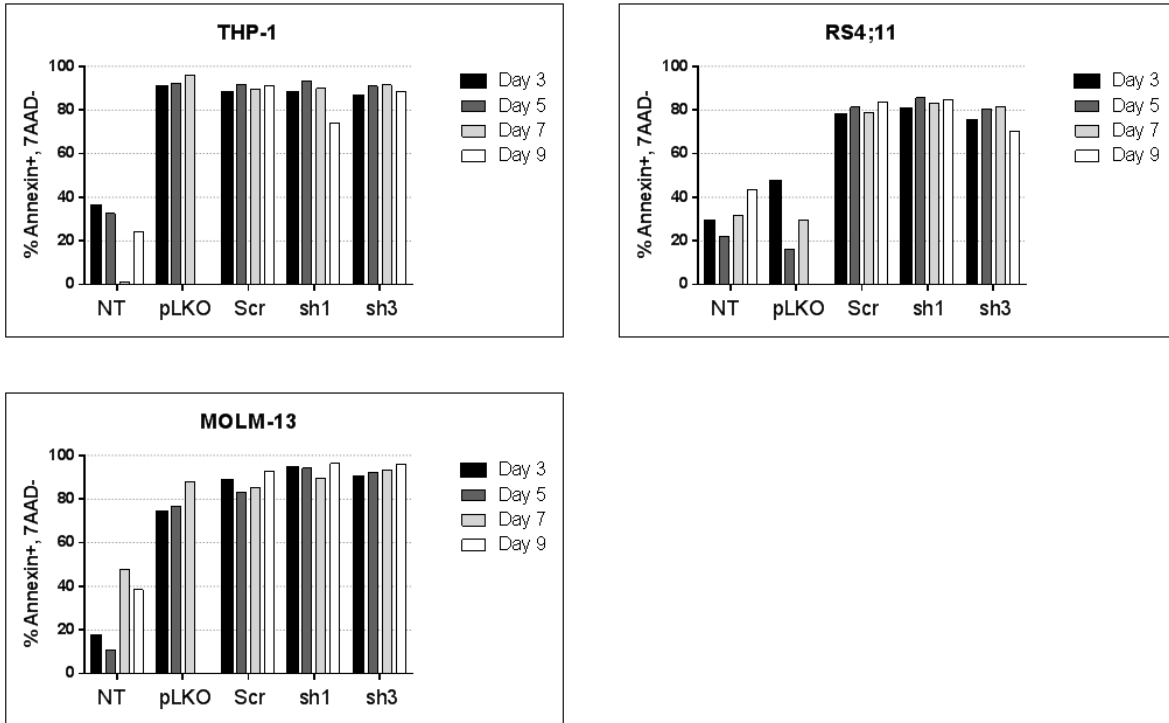 THP-1
% Annexin+, 7AAD-
100
80
60
40
20
0
NT pLKO Scr sh1 sh3
Day 3
Day 5
Day 7
Day 9
RS4;11
% Annexin+, 7AAD-
100
80
60
40
20
0
NT pLKO Scr sh1 sh3
Day 3
Day 5
Day 7
Day 9
MOLM-13
% Annexin+, 7AAD-
100
80
60
40
20
0
NT pLKO Scr sh1 sh3
Day 3
Day 5
Day 7
Day 9